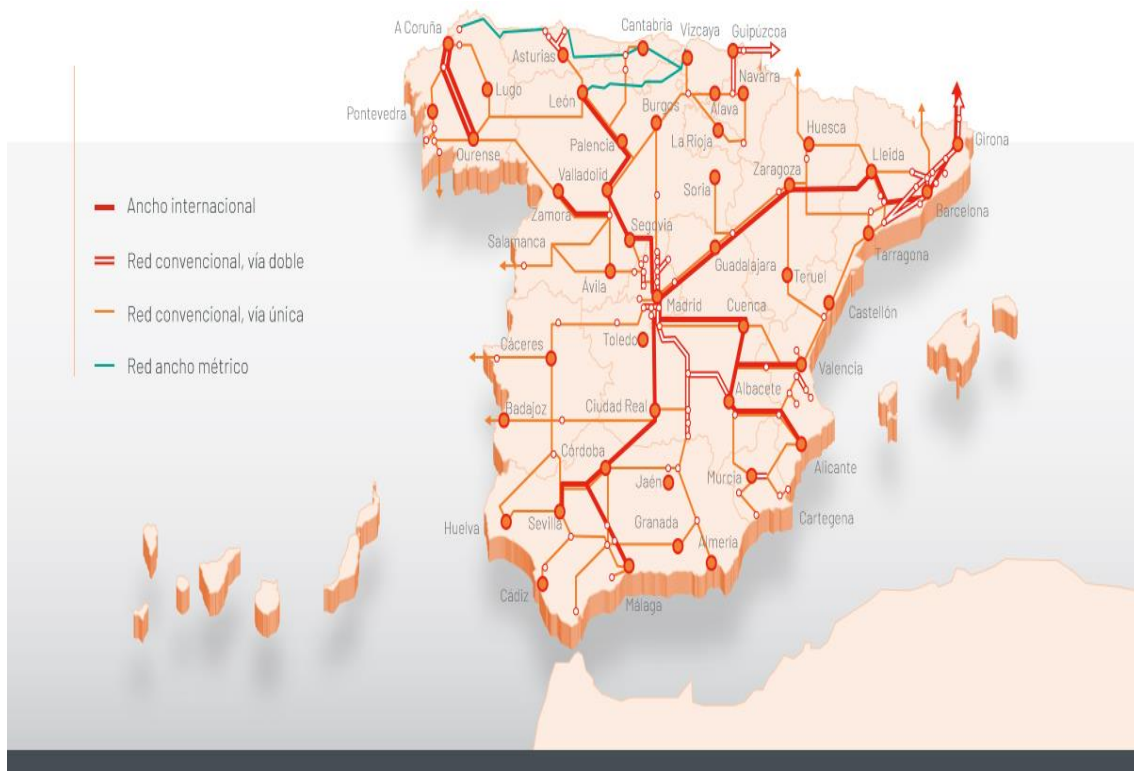 A Coruña
Cantabria
Vizcaya
Guipúzcoa
Asturias
Lugo
León
Navarra
Burgos
Álava
Pontevedra
Palencia
La Rioja
Huesca
Girona
Ourense
Lleida
Zaragoza
Valladolid
Soria
Barcelona
Zamora
Segovia
Salamanca
Tarragona
Guadalajara
Teruel
Ávila
Madrid
Cuenca
Castellón
Toledo
Cáceres
Valencia
Albacete
Badajoz
Ciudad Real
Córdoba
Alicante
Jaén
Murcia
Cartegena
Huelva
Sevilla
Granada
Almería
Cádiz
Málaga
Ancho internacional
Red convencional, vía doble
Red convencional, vía única
Red ancho métrico